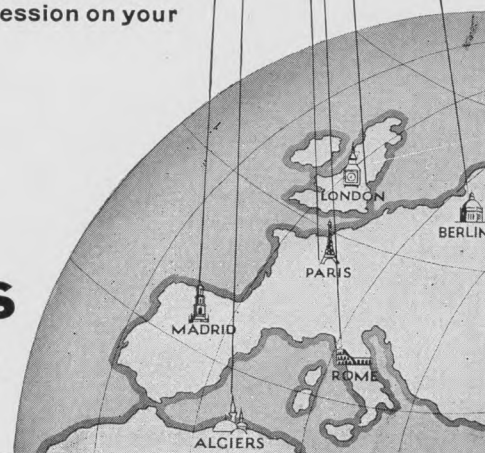 ession on your
LONDON
BERLIN
PARIS
s
MADRID
ROME
ALGIERS